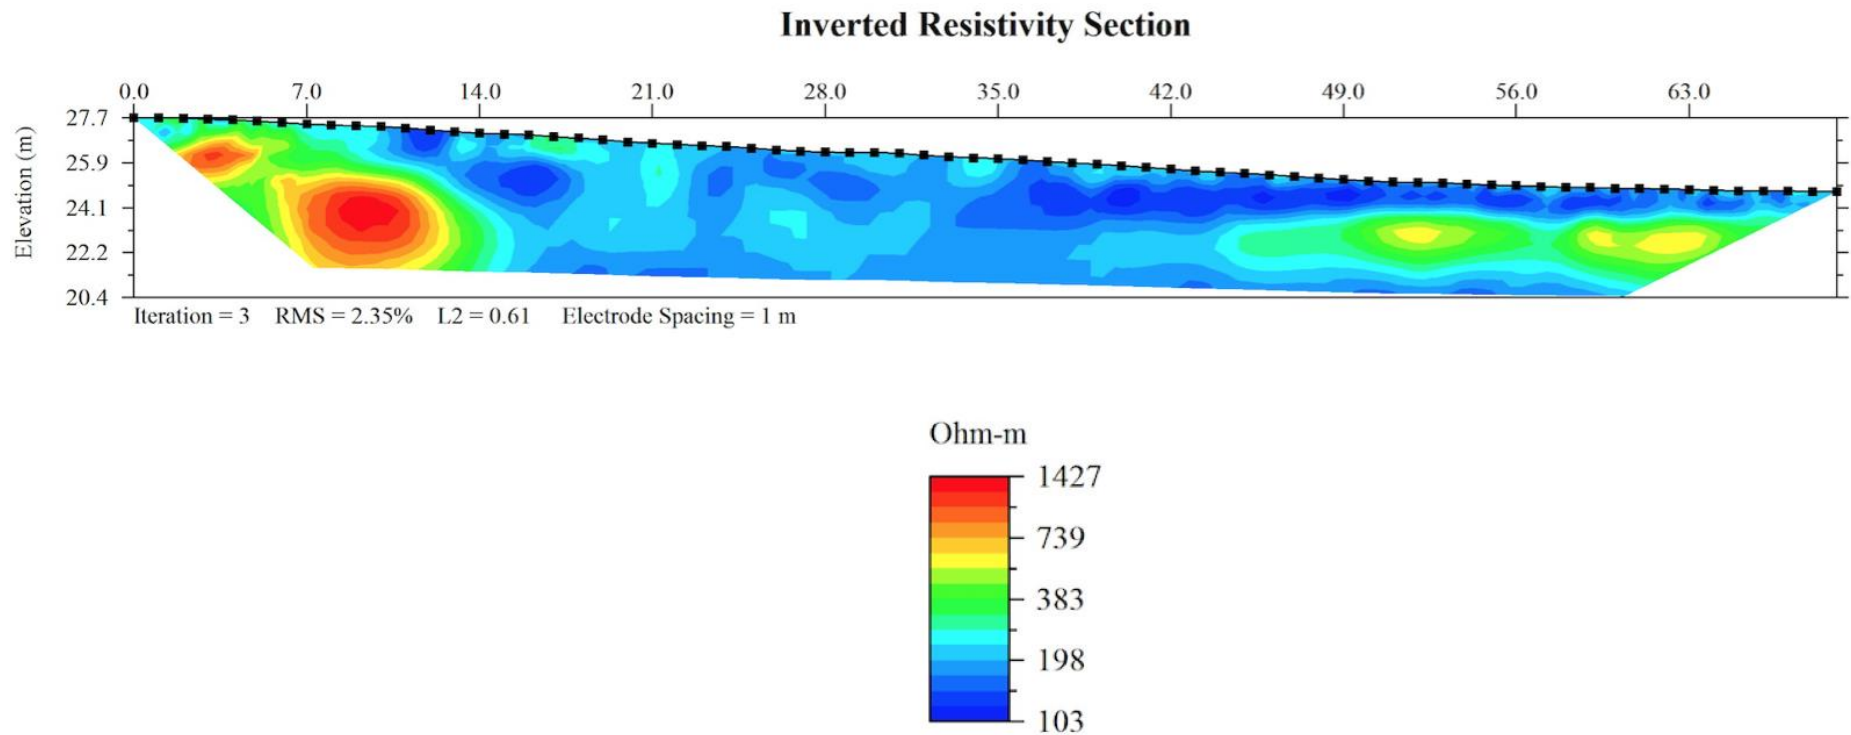 Inverted Resistivity Section
0.0 7.0 14.0 21.0 28.0 35.0 42.0 49.0 56.0 63.0
Elevation (m)
27.7
25.9
24.1
22.2
20.4
Iteration = 3 RMS = 2.35% L2 = 0.61 Electrode Spacing = 1 m
Ohm-m
1427
739
383
198
103